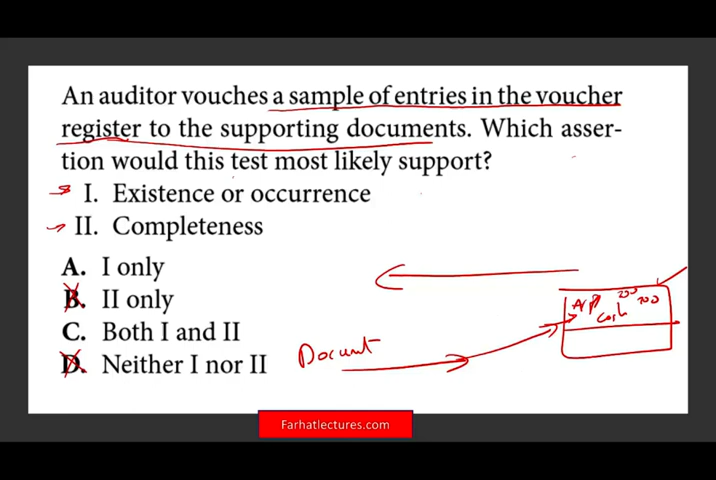 An auditor vouches a sample of entries in the voucher
register to the supporting documents. Which asser-
tion would this test most likely support?
I. Existence or occurrence
II. Completeness
A. I only
B. II only
C. Both I and II
D. Neither I nor II
A/P 200
Cash 200
Document
Farhatlectures.com